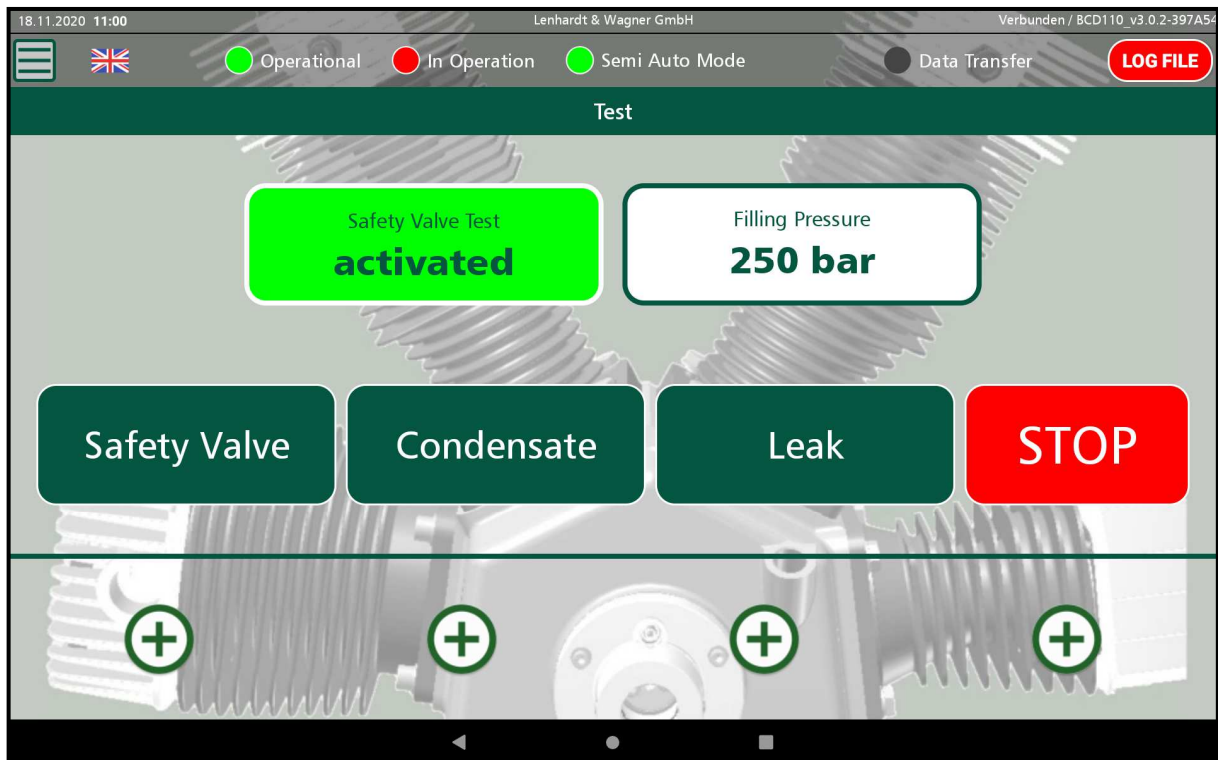 18.11.2020 11:00 Lenhardt & Wagner GmbH Verbunden / BCD110_v3.0.2-397A54
Operational In Operation Semi Auto Mode Data Transfer LOG FILE
Test
Safety Valve Test Filling Pressure
activated 250 bar
Safety Valve Condensate Leak STOP